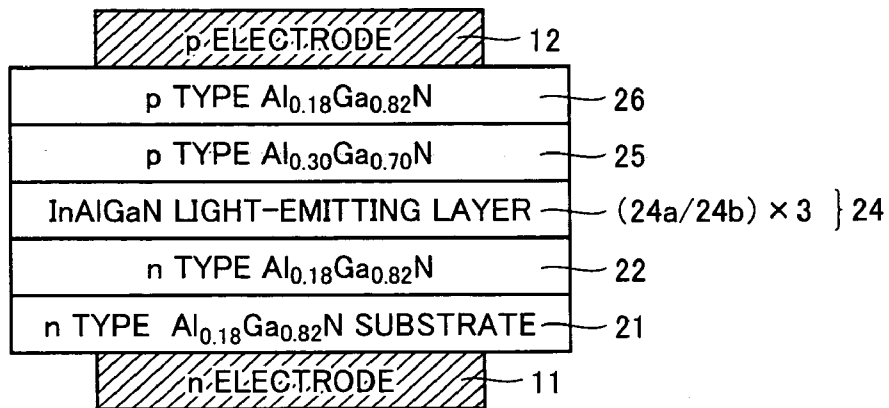 p ELECTRODE 12
p TYPE Al0.18Ga0.82N 26
p TYPE Al0.30Ga0.70N 25
InAlGaN LIGHT-EMITTING LAYER (24a/24b) × 3 } 24
n TYPE Al0.18Ga0.82N 22
n TYPE Al0.18Ga0.82N SUBSTRATE 21
n ELECTRODE 11